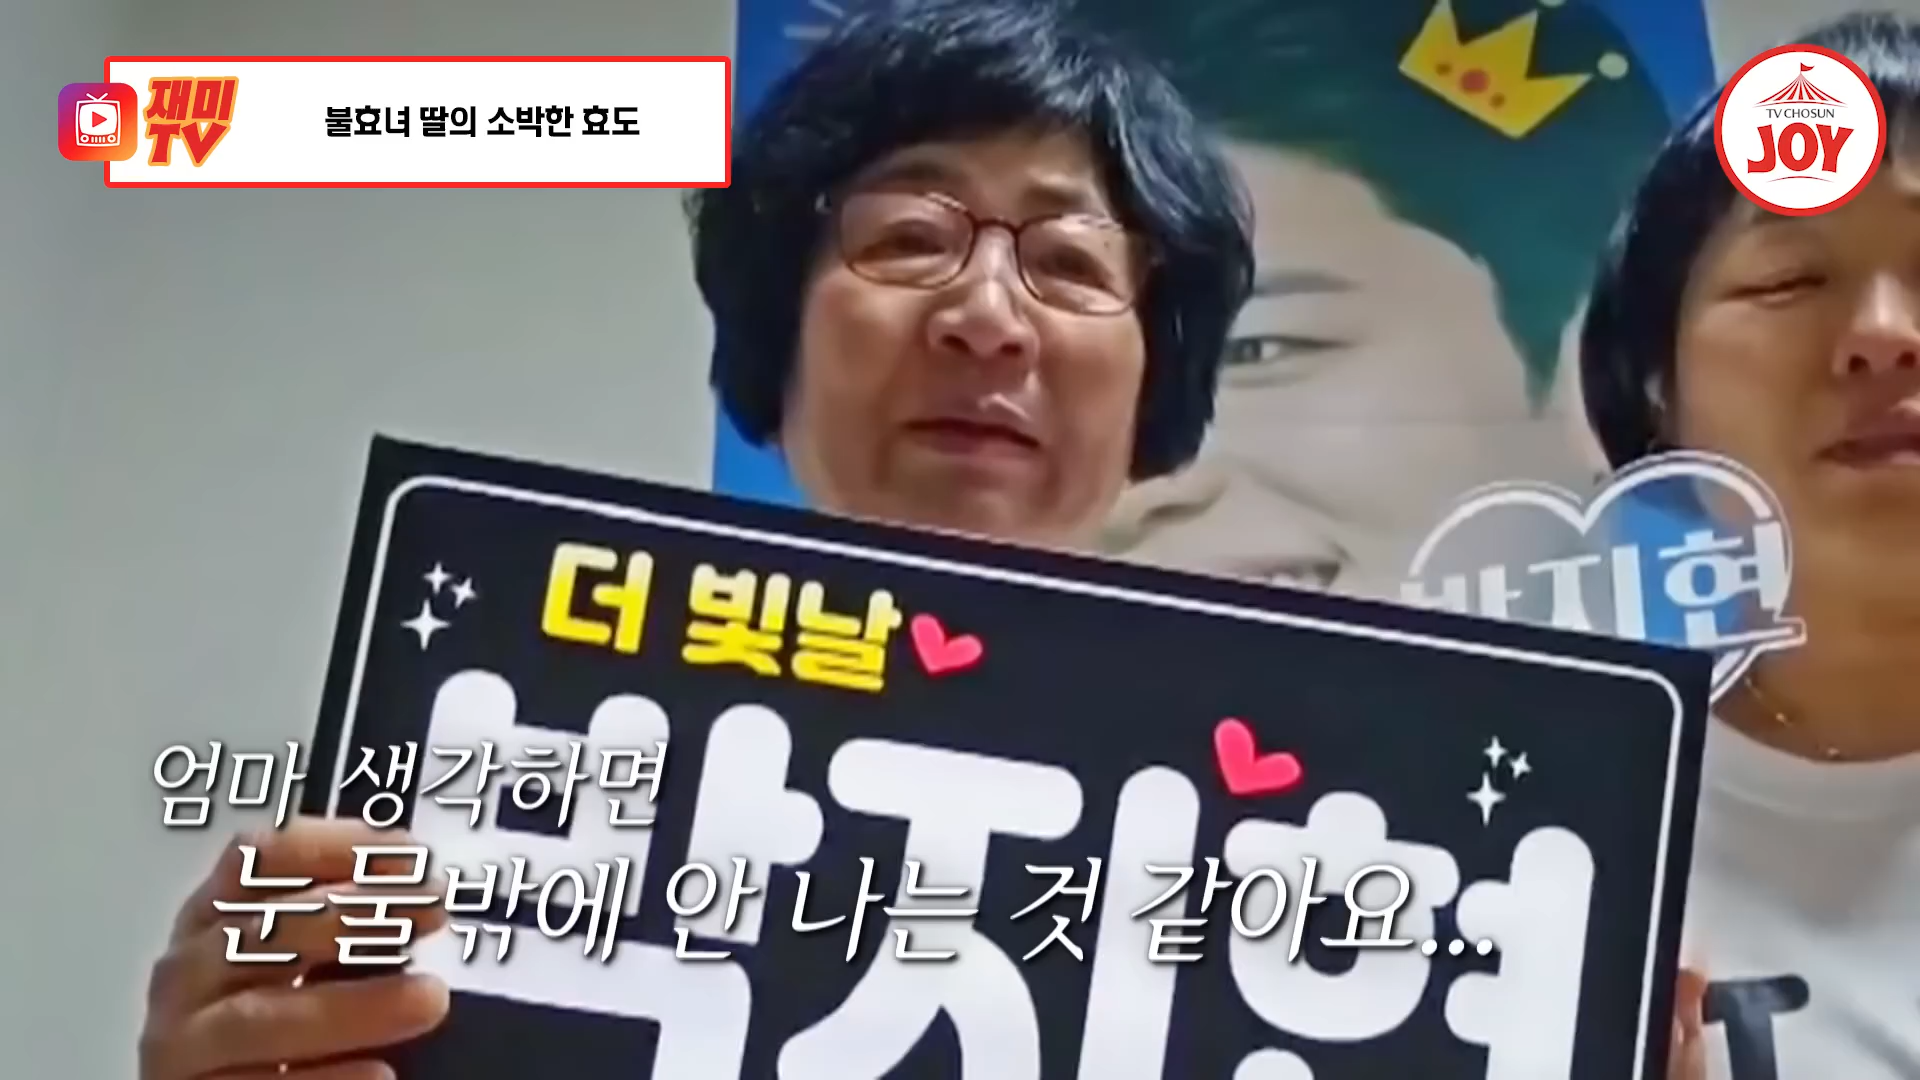 재미
TV
불효녀 딸의 소박한 효도
TV CHOSUN
JOY
더 빛날
박지현
박지현
엄마 생각하면
눈물밖에 안 나는 것 같아요...